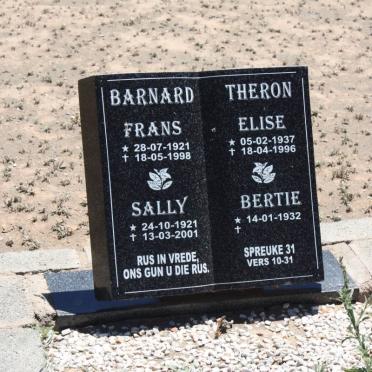 BARNARD
FRANS
★ 28-07-1921
✝ 18-05-1998
SALLY
★ 24-10-1921
✝ 13-03-2001
RUS IN VREDE,
ONS GUN U DIE RUS.
THERON
ELISE
★ 05-02-1937
✝ 18-04-1996
BERTIE
★ 14-01-1932
✝
SPREUKE 31
VERS 10-31